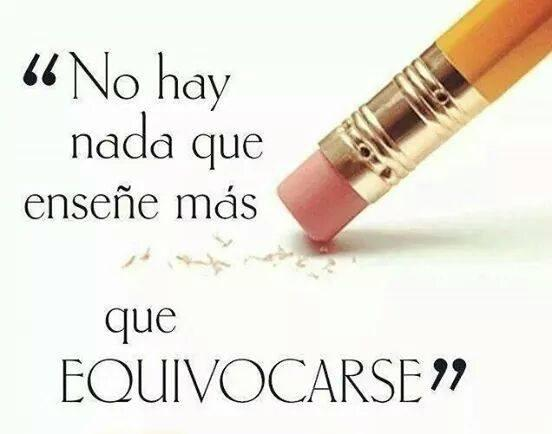 “No hay
nada que
enseñe más
que
EQUIVOCARSE”